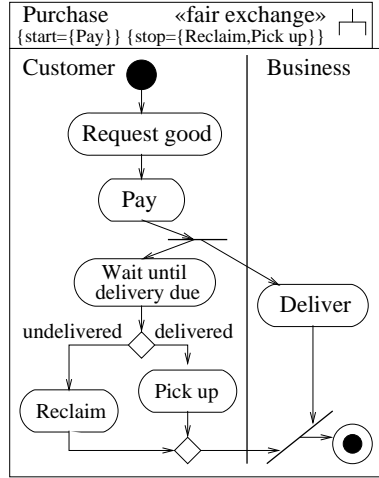 Purchase «fair exchange»
{start={Pay}} {stop={Reclaim,Pick up}}
Customer
Business
Request good
Pay
Wait until
delivery due
Deliver
undelivered
delivered
Pick up
Reclaim